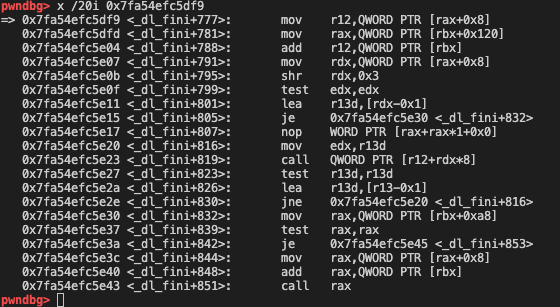 pwndbg> x /20i 0x7fa54efc5df9
=> 0x7fa54efc5df9 <_dl_fini+777>: mov r12,QWORD PTR [rax+0x8]
0x7fa54efc5dfd <_dl_fini+781>: mov rax,QWORD PTR [rbx+0x120]
0x7fa54efc5e04 <_dl_fini+788>: add r12,QWORD PTR [rbx]
0x7fa54efc5e07 <_dl_fini+791>: mov rdx,QWORD PTR [rax+0x8]
0x7fa54efc5e0b <_dl_fini+795>: shr rdx,0x3
0x7fa54efc5e0f <_dl_fini+799>: test edx,edx
0x7fa54efc5e11 <_dl_fini+801>: lea r13d,[rdx-0x1]
0x7fa54efc5e15 <_dl_fini+805>: je 0x7fa54efc5e30 <_dl_fini+832>
0x7fa54efc5e17 <_dl_fini+807>: nop WORD PTR [rax+rax*1+0x0]
0x7fa54efc5e20 <_dl_fini+816>: mov edx,r13d
0x7fa54efc5e23 <_dl_fini+819>: call QWORD PTR [r12+rdx*8]
0x7fa54efc5e27 <_dl_fini+823>: test r13d,r13d
0x7fa54efc5e2a <_dl_fini+826>: lea r13d,[r13-0x1]
0x7fa54efc5e2e <_dl_fini+830>: jne 0x7fa54efc5e20 <_dl_fini+816>
0x7fa54efc5e30 <_dl_fini+832>: mov rax,QWORD PTR [rbx+0xa8]
0x7fa54efc5e37 <_dl_fini+839>: test rax,rax
0x7fa54efc5e3a <_dl_fini+842>: je 0x7fa54efc5e45 <_dl_fini+853>
0x7fa54efc5e3c <_dl_fini+844>: mov rax,QWORD PTR [rax+0x8]
0x7fa54efc5e40 <_dl_fini+848>: add rax,QWORD PTR [rbx]
0x7fa54efc5e43 <_dl_fini+851>: call rax
pwndbg>